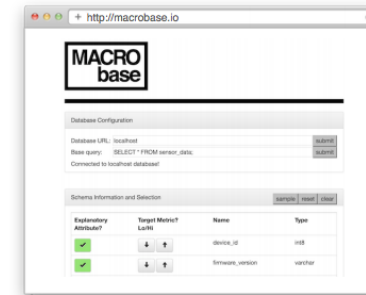 http://macrobase.io
MACRO
base
Database Configuration
Database URL: localhost submit
Base query: SELECT * FROM sensor_data; submit
Connected to localhost database!
Schema Information and Selection sample reset clear
Explanatory Attribute? Target Metric? Lo/Hi Name Type
device_id int8
firmware_version varchar